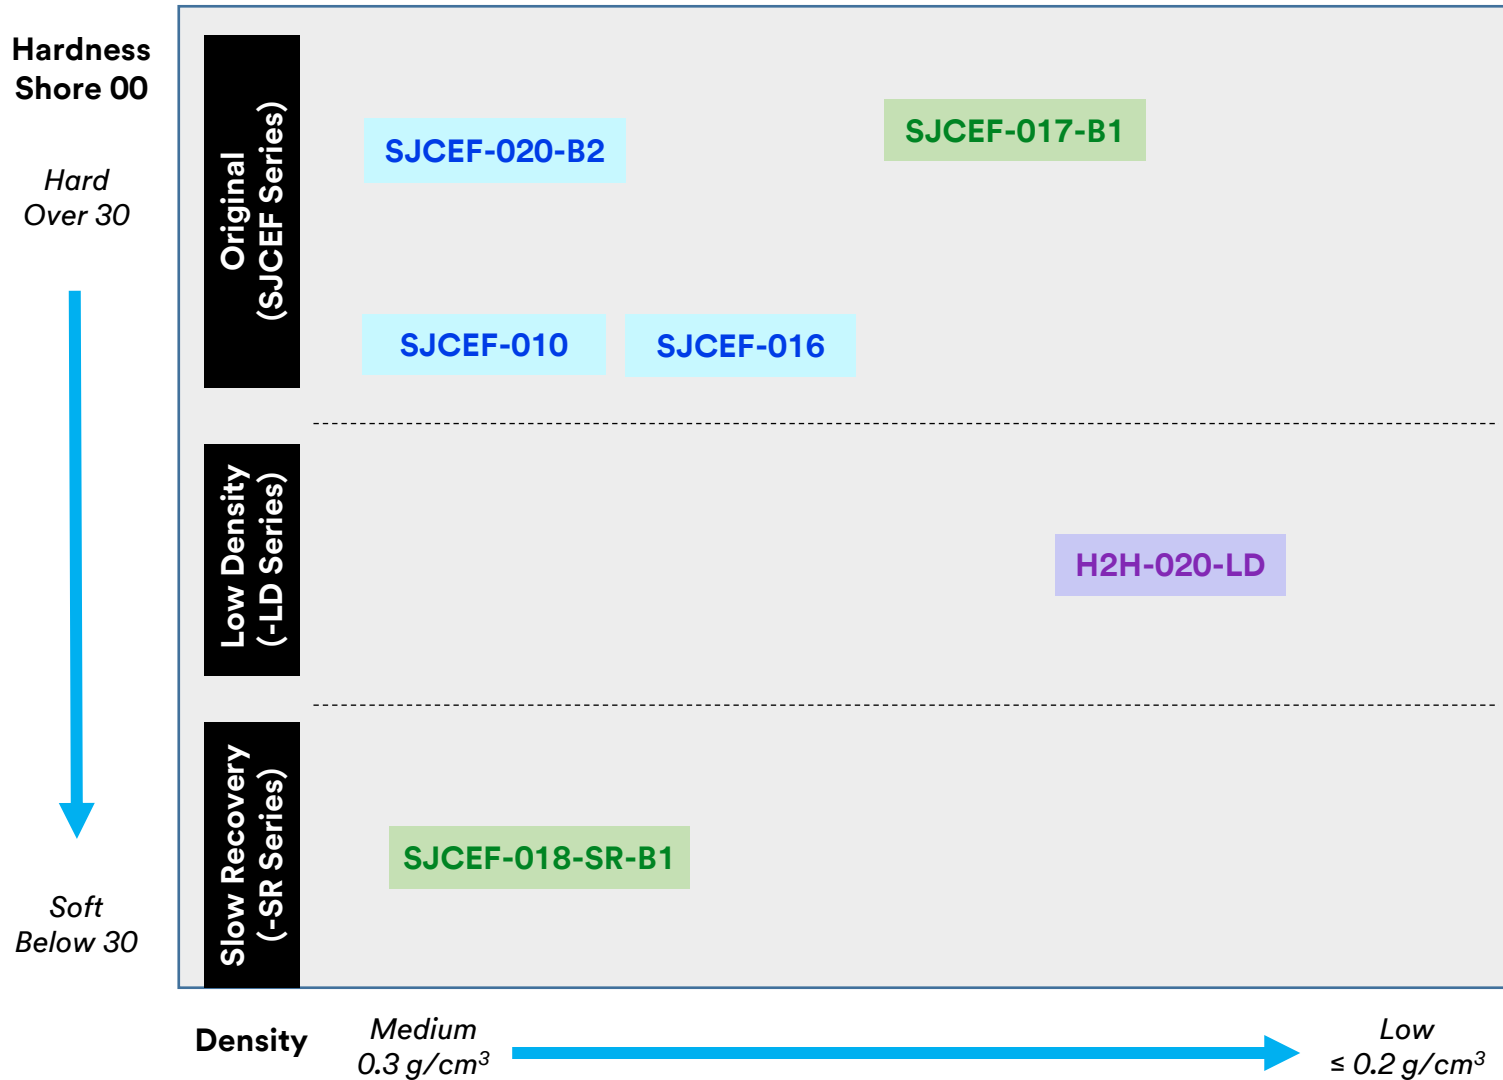 Hardness
Shore 00
Hard
Over 30
Soft
Below 30
Original
(SJCEF Series)
SJCEF-020-B2
SJCEF-017-B1
SJCEF-010
SJCEF-016
Low Density
(-LD Series)
H2H-020-LD
Slow Recovery
(-SR Series)
SJCEF-018-SR-B1
Density
Medium
0.3 g/cm³
Low
≤ 0.2 g/cm³